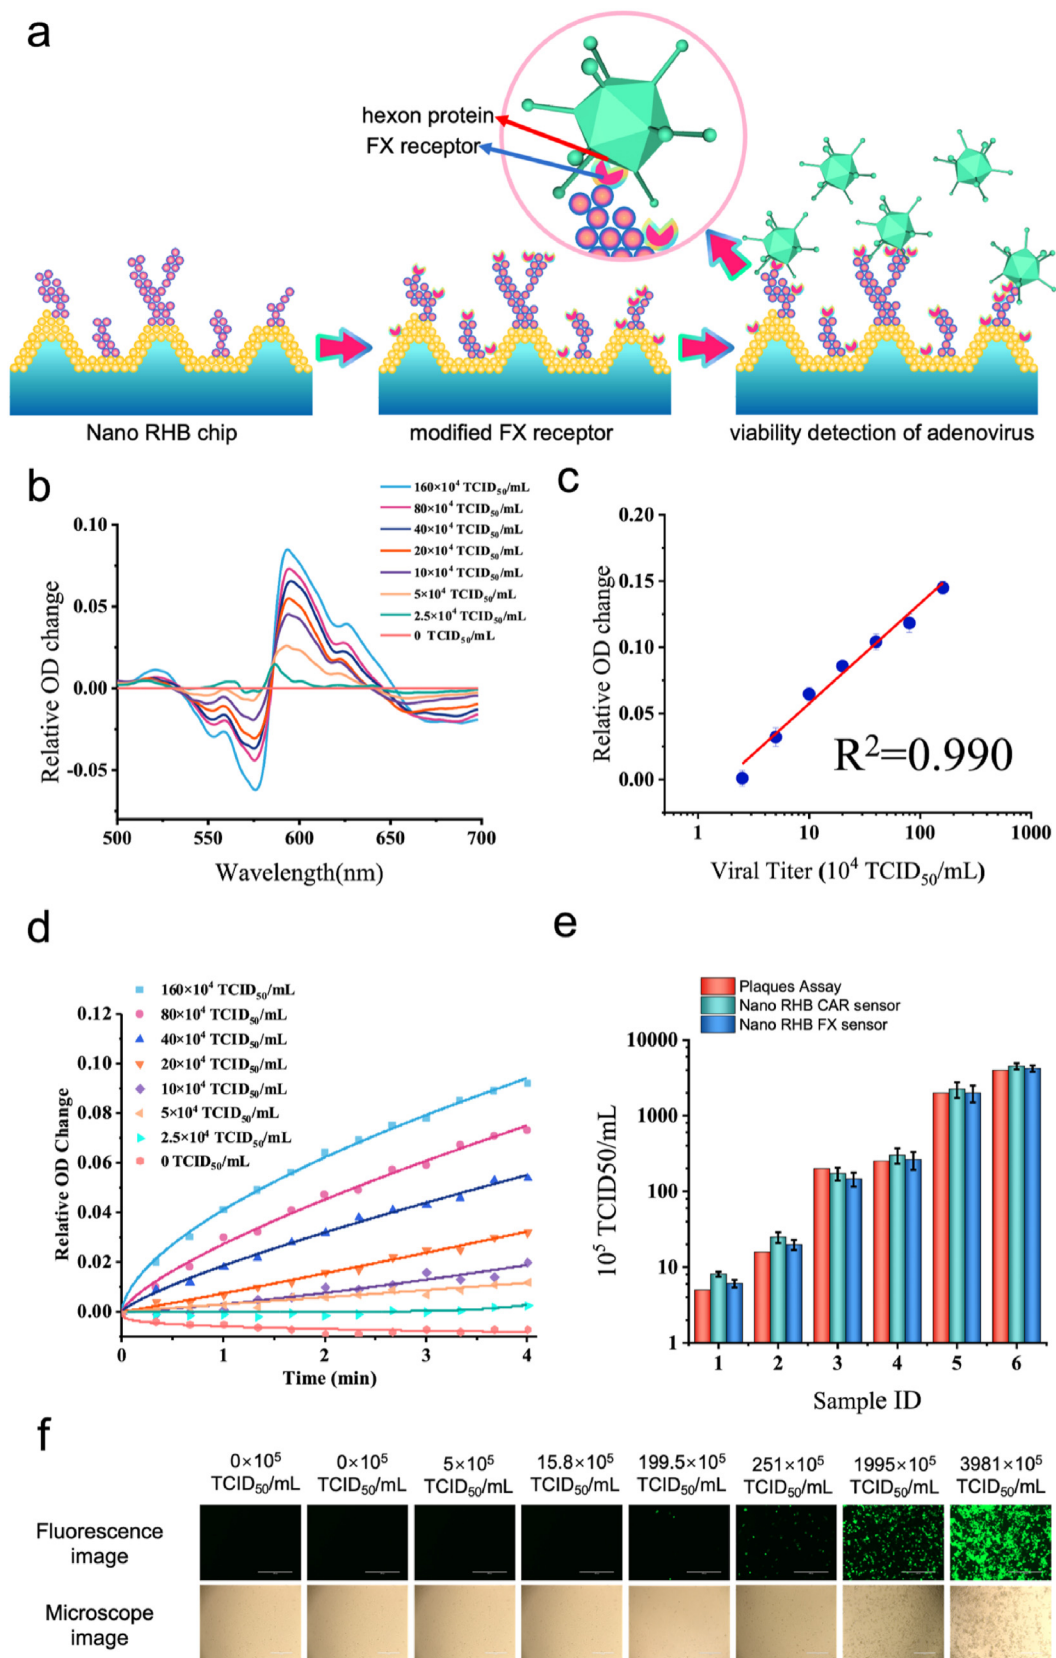 a
hexon protein
FX receptor
Nano RHB chip
modified FX receptor
viability detection of adenovirus
b
160×10⁴ TCID₅₀/mL
80×10⁴ TCID₅₀/mL
40×10⁴ TCID₅₀/mL
20×10⁴ TCID₅₀/mL
10×10⁴ TCID₅₀/mL
5×10⁴ TCID₅₀/mL
2.5×10⁴ TCID₅₀/mL
0 TCID₅₀/mL
Relative OD change
0.10
0.05
0.00
-0.05
500 550 600 650 700
Wavelength(nm)
c
Relative OD change
0.20
0.15
0.10
0.05
0.00
R²=0.990
1 10 100 1000
Viral Titer (10⁴ TCID₅₀/mL)
d
160×10⁴ TCID₅₀/mL
80×10⁴ TCID₅₀/mL
40×10⁴ TCID₅₀/mL
20×10⁴ TCID₅₀/mL
10×10⁴ TCID₅₀/mL
5×10⁴ TCID₅₀/mL
2.5×10⁴ TCID₅₀/mL
0 TCID₅₀/mL
Relative OD Change
0.12
0.10
0.08
0.06
0.04
0.02
0.00
0 1 2 3 4
Time (min)
e
Plaques Assay
Nano RHB CAR sensor
Nano RHB FX sensor
10⁵ TCID50/mL
10000
1000
100
10
1
1 2 3 4 5 6
Sample ID
f
0×10⁵ 0×10⁵ 5×10⁵ 15.8×10⁵ 199.5×10⁵ 251×10⁵ 1995×10⁵ 3981×10⁵
TCID₅₀/mL TCID₅₀/mL TCID₅₀/mL TCID₅₀/mL TCID₅₀/mL TCID₅₀/mL TCID₅₀/mL TCID₅₀/mL
Fluorescence
image
Microscope
image